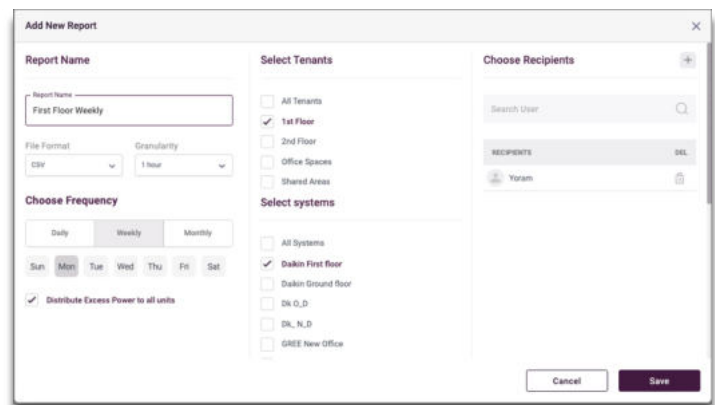 Add New Report
Report Name
Report Name
First Floor Weekly
File Format
Granularity
CSV
1 hour
Choose Frequency
Daily
Weekly
Monthly
Sun Mon Tue Wed Thu Fri Sat
Distribute Excess Power to all units
Select Tenants
All Tenants
1st Floor
2nd Floor
Office Spaces
Shared Areas
Select systems
All Systems
Daikin First floor
Daikin Ground floor
Dk O_D
Dk_ N_D
GREE New Office
Choose Recipients
Search User
RECIPIENTS
DEL
Yoram
Cancel
Save